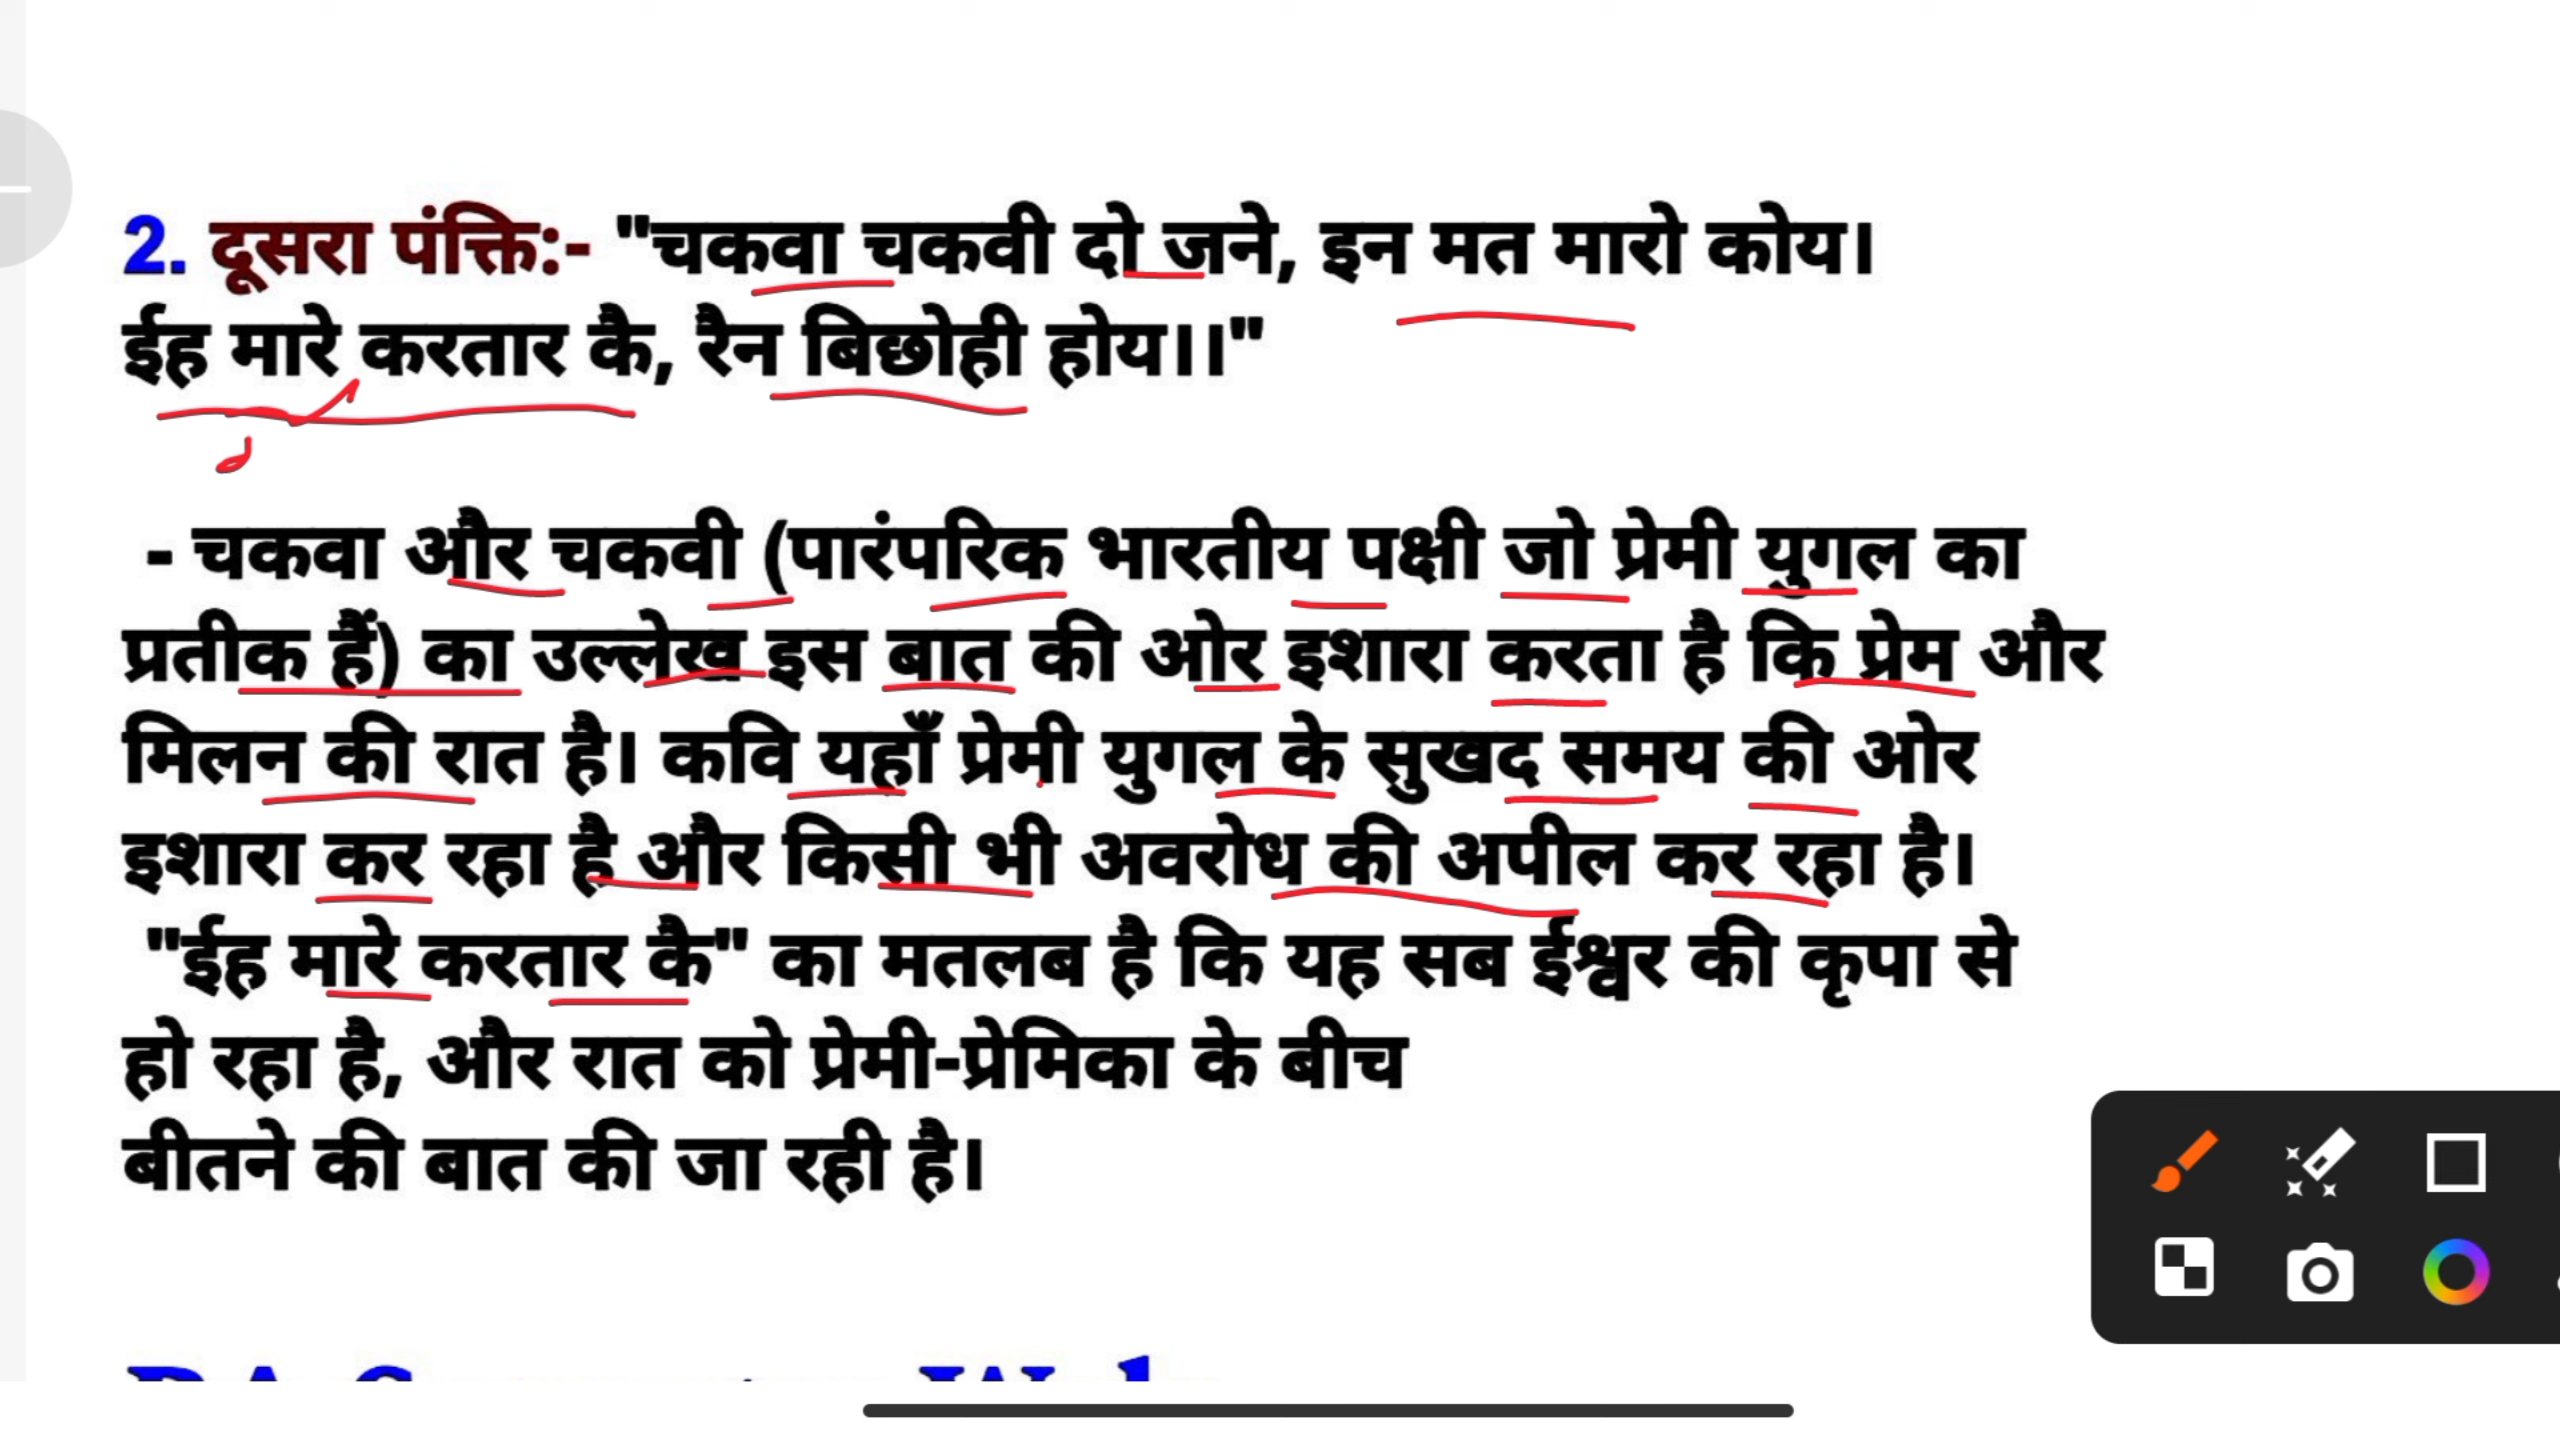 2. दूसरा पंक्ति:- "चकवा चकवी दो जने, इन मत मारो कोय।
ईह मारे करतार कै, रैन बिछोही होय।।"
- चकवा और चकवी (पारंपरिक भारतीय पक्षी जो प्रेमी युगल का
प्रतीक हैं) का उल्लेख इस बात की ओर इशारा करता है कि प्रेम और
मिलन की रात है। कवि यहाँ प्रेमी युगल के सुखद समय की ओर
इशारा कर रहा है और किसी भी अवरोध की अपील कर रहा है।
"ईह मारे करतार कै" का मतलब है कि यह सब ईश्वर की कृपा से
हो रहा है, और रात को प्रेमी-प्रेमिका के बीच
बीतने की बात की जा रही है।